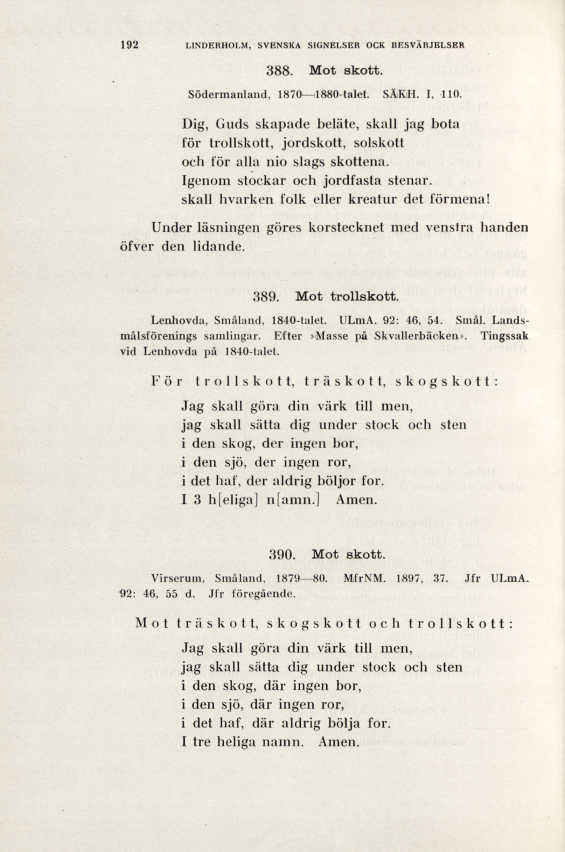 192 LINDERHOLM, SVENSKA SIGNELSER OCK BESVÄRJELSER
388. Mot skott.
Södermanland, 1870—1880-talet. SÄKH. I, 110.
Dig, Guds skapade beläte, skall jag bota
för trollskott, jordskott, solskott
och för alla nio slags skottena.
Igenom stockar och jordfasta stenar.
skall hvarken folk eller kreatur det förmena!
Under läsningen göres korstecknet med venstra handen
öfver den lidande.
389. Mot trollskott.
Lenhovda, Småland, 1840-talet. ULmA. 92: 46, 54. Smål. Lands-
målsförenings samlingar. Efter »Masse på Skvallerbäcken». Tingssak
vid Lenhovda på 1840-talet.
För trollskott, träskott, skogskott:
Jag skall göra din värk till men,
jag skall sätta dig under stock och sten
i den skog, der ingen bor,
i den sjö, der ingen ror,
i det haf, der aldrig böljor for.
I 3 h[eliga] n[amn.] Amen.
390. Mot skott.
Virserum, Småland, 1879—80. MfrNM. 1897, 37. Jfr ULmA.
92: 46, 55 d. Jfr föregående.
Mot träskott, skogskott och trollskott:
Jag skall göra din värk till men,
jag skall sätta dig under stock och sten
i den skog, där ingen bor,
i den sjö, där ingen ror,
i det haf, där aldrig bölja for.
I tre heliga namn. Amen.